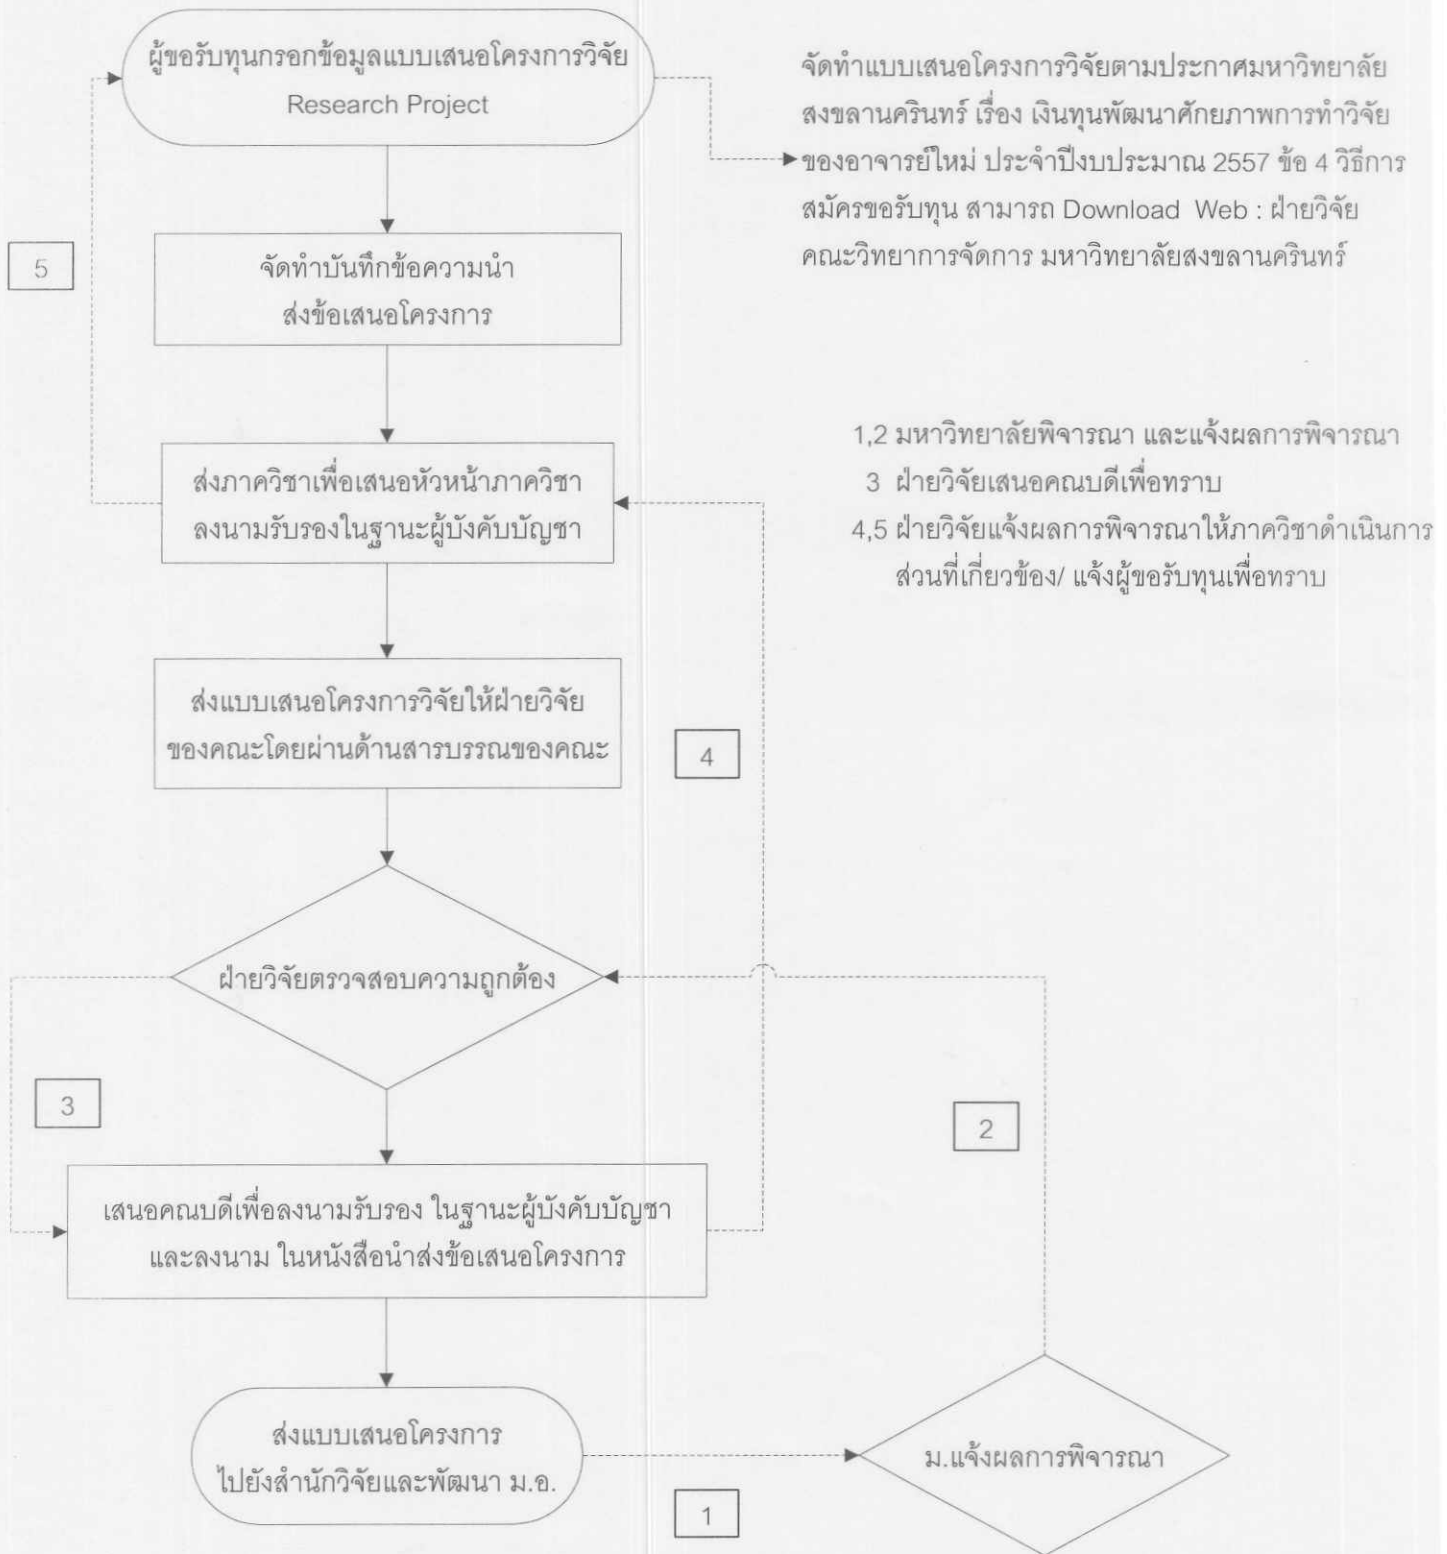 ผู้ขอรับทุนกรอกข้อมูลแบบเสนอโครงการวิจัย
Research Project
จัดทำแบบเสนอโครงการวิจัยตามประกาศมหาวิทยาลัย
สงขลานครินทร์ เรื่อง เงินทุนพัฒนาศักยภาพการทำวิจัย
ของอาจารย์ใหม่ ประจำปีงบประมาณ 2557 ข้อ 4 วิธีการ
สมัครขอรับทุน สามารถ Download Web : ฝ่ายวิจัย
คณะวิทยาการจัดการ มหาวิทยาลัยสงขลานครินทร์
5
จัดทำบันทึกข้อความนำ
ส่งข้อเสนอโครงการ
1,2 มหาวิทยาลัยพิจารณา และแจ้งผลการพิจารณา
3 ฝ่ายวิจัยเสนอคณบดีเพื่อทราบ
4,5 ฝ่ายวิจัยแจ้งผลการพิจารณาให้ภาควิชาดำเนินการ
ส่วนที่เกี่ยวข้อง/ แจ้งผู้ขอรับทุนเพื่อทราบ
ส่งภาควิชาเพื่อเสนอหัวหน้าภาควิชา
ลงนามรับรองในฐานะผู้บังคับบัญชา
ส่งแบบเสนอโครงการวิจัยให้ฝ่ายวิจัย
ของคณะโดยผ่านด้านสารบรรณของคณะ
4
ฝ่ายวิจัยตรวจสอบความถูกต้อง
3
2
เสนอคณบดีเพื่อลงนามรับรอง ในฐานะผู้บังคับบัญชา
และลงนาม ในหนังสือนำส่งข้อเสนอโครงการ
ส่งแบบเสนอโครงการ
ไปยังสำนักวิจัยและพัฒนา ม.อ.
ม.แจ้งผลการพิจารณา
1